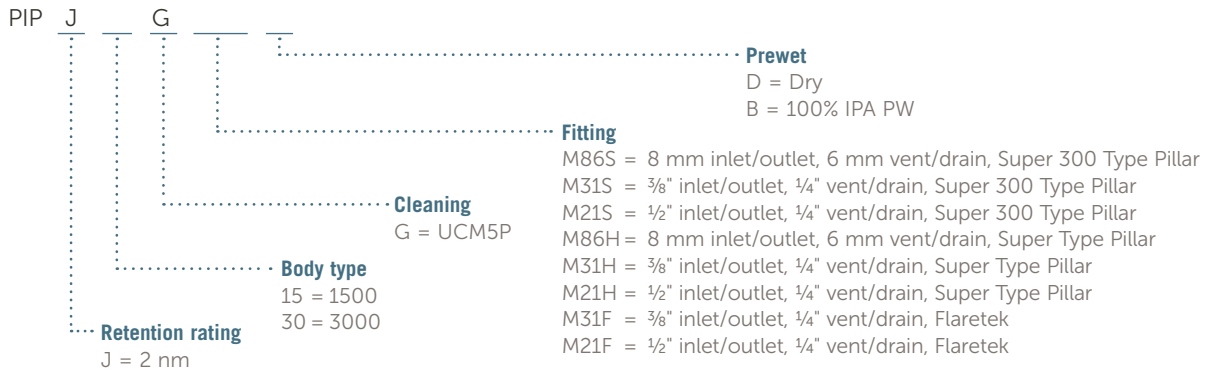 PIP J G
Prewet
D = Dry
B = 100% IPA PW
Fitting
M86S = 8 mm inlet/outlet, 6 mm vent/drain, Super 300 Type Pillar
M31S = ⅜" inlet/outlet, ¼" vent/drain, Super 300 Type Pillar
M21S = ½" inlet/outlet, ¼" vent/drain, Super 300 Type Pillar
M86H = 8 mm inlet/outlet, 6 mm vent/drain, Super Type Pillar
M31H = ⅜" inlet/outlet, ¼" vent/drain, Super Type Pillar
M21H = ½" inlet/outlet, ¼" vent/drain, Super Type Pillar
M31F = ⅜" inlet/outlet, ¼" vent/drain, Flaretek
M21F = ½" inlet/outlet, ¼" vent/drain, Flaretek
Cleaning
G = UCM5P
Body type
15 = 1500
30 = 3000
Retention rating
J = 2 nm